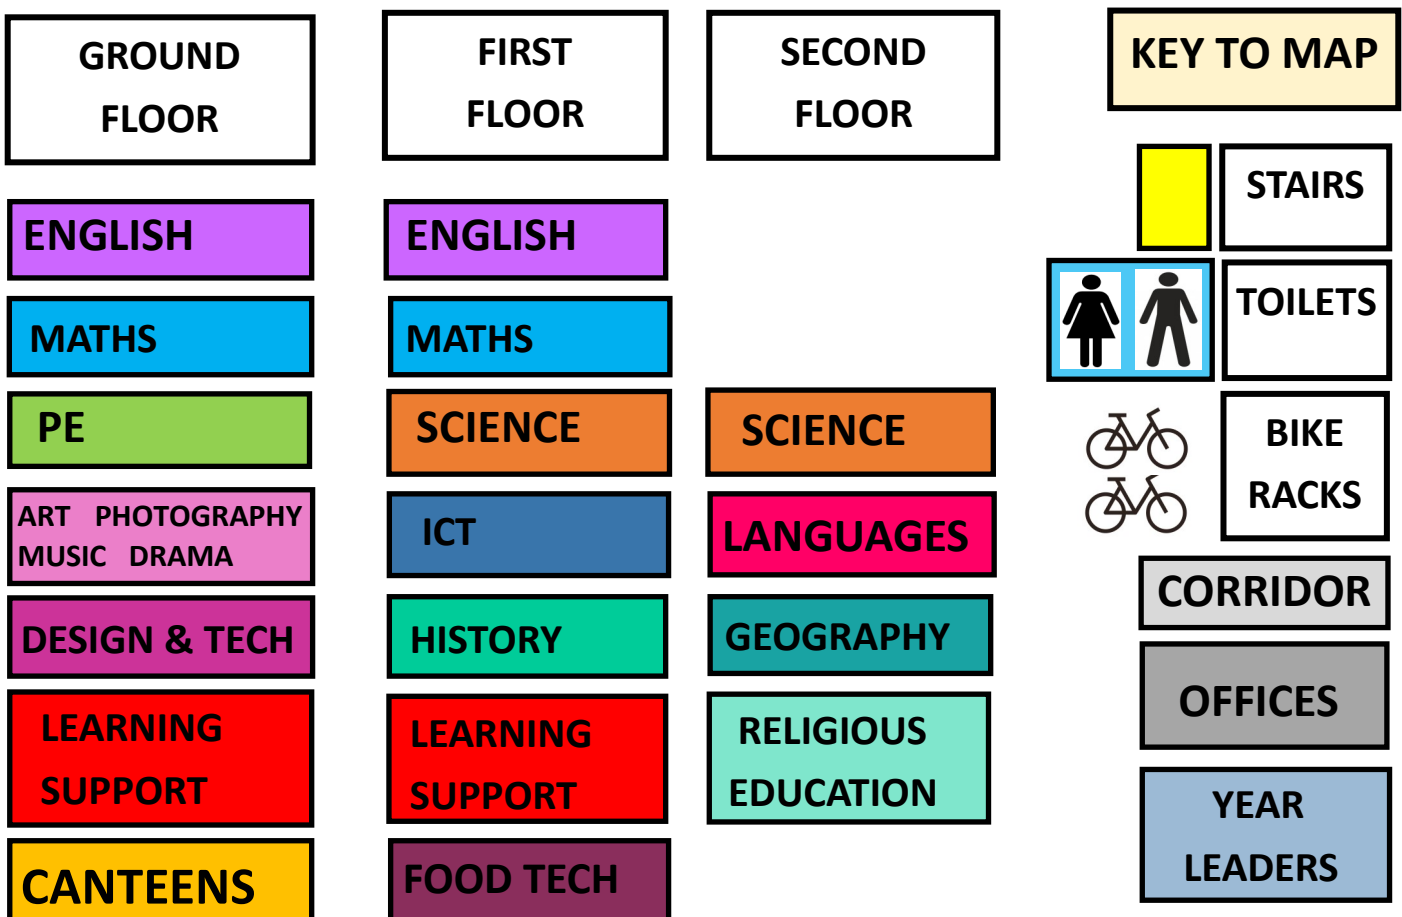 GROUND
FLOOR
ENGLISH
MATHS
PE
ART PHOTOGRAPHY
MUSIC DRAMA
DESIGN & TECH
LEARNING
SUPPORT
CANTEENS
FIRST
FLOOR
ENGLISH
MATHS
SCIENCE
ICT
HISTORY
LEARNING
SUPPORT
FOOD TECH
SECOND
FLOOR
SCIENCE
LANGUAGES
GEOGRAPHY
RELIGIOUS
EDUCATION
KEY TO MAP
STAIRS
TOILETS
BIKE
RACKS
CORRIDOR
OFFICES
YEAR
LEADERS